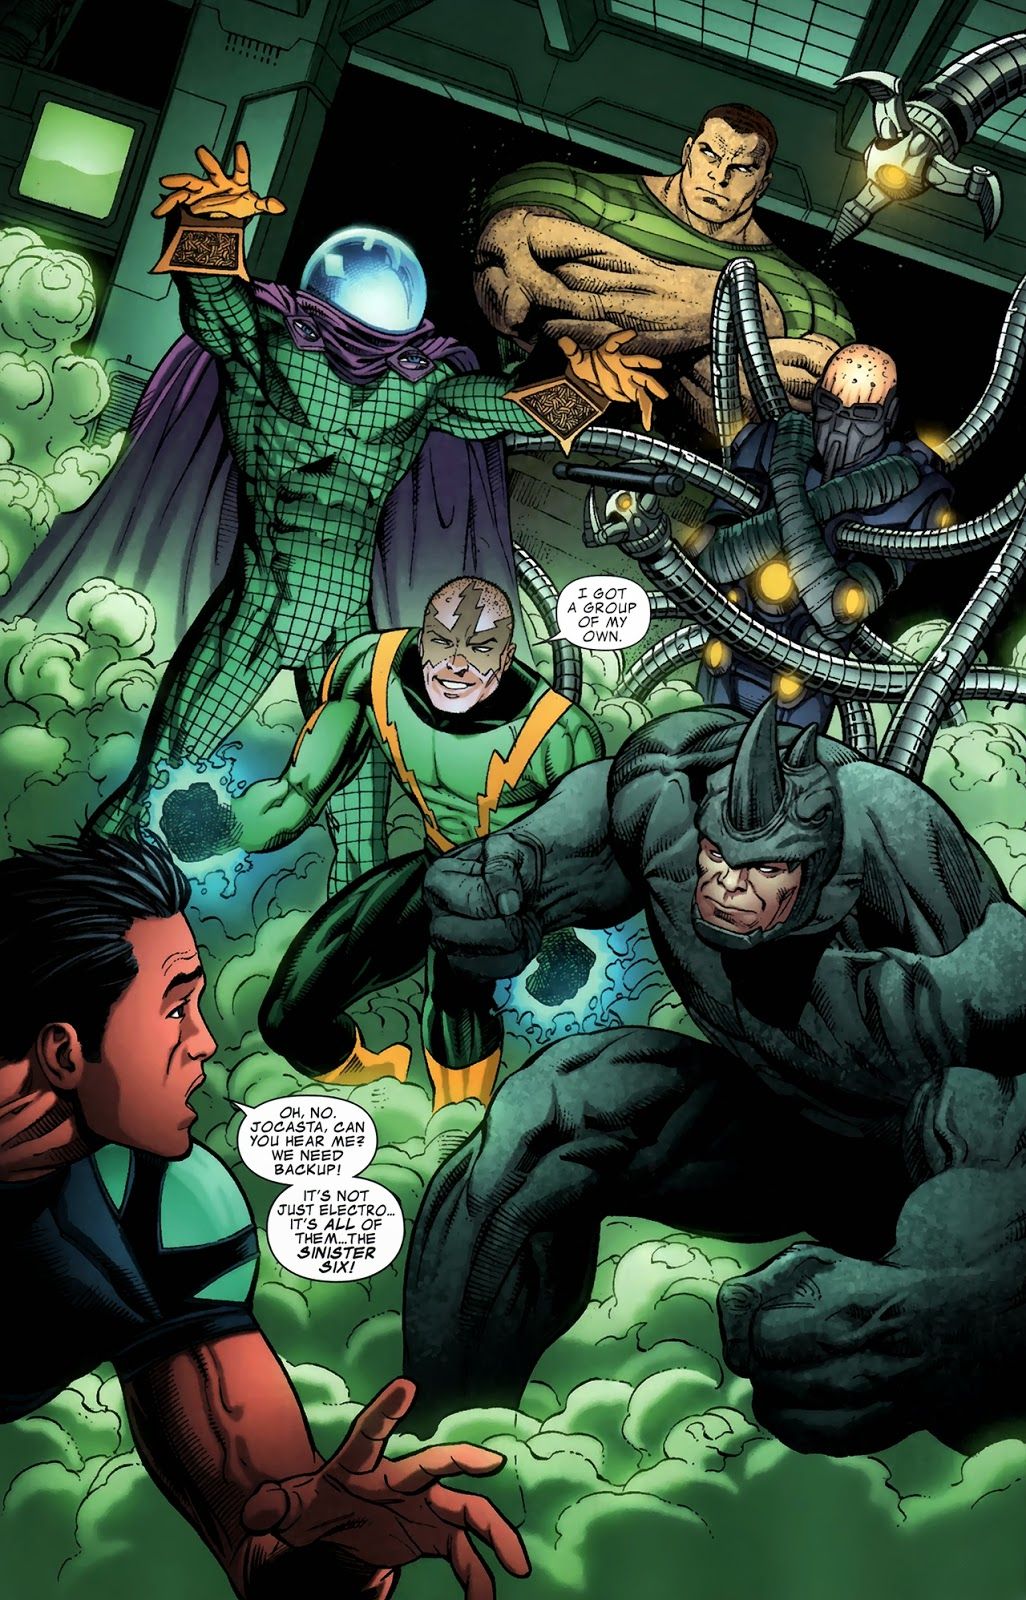 I GOT
A GROUP
OF MY
OWN.
OH, NO.
JOCASTA, CAN
YOU HEAR ME?
WE NEED
BACKUP!
IT'S NOT
JUST ELECTRO...
IT'S ALL OF
THEM...THE
SINISTER
SIX!